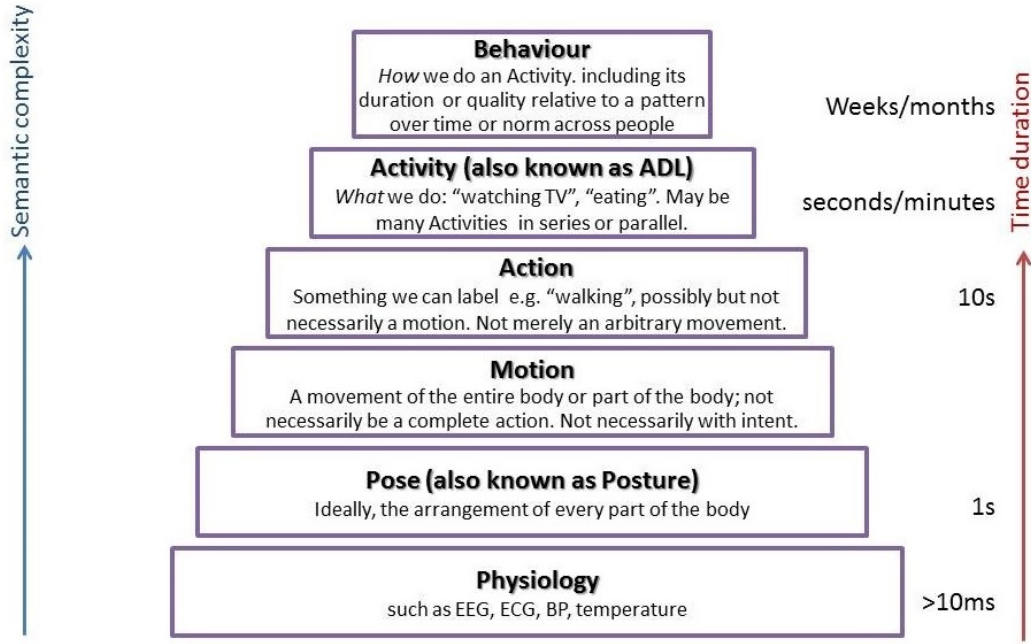 Semantic complexity
Behaviour
How we do an Activity. including its
duration or quality relative to a pattern
over time or norm across people
Weeks/months
Time duration
Activity (also known as ADL)
What we do: “watching TV”, “eating”. May be
many Activities in series or parallel.
seconds/minutes
Action
Something we can label e.g. “walking”, possibly but not
necessarily a motion. Not merely an arbitrary movement.
10s
Motion
A movement of the entire body or part of the body; not
necessarily be a complete action. Not necessarily with intent.
Pose (also known as Posture)
Ideally, the arrangement of every part of the body
1s
Physiology
such as EEG, ECG, BP, temperature
>10ms